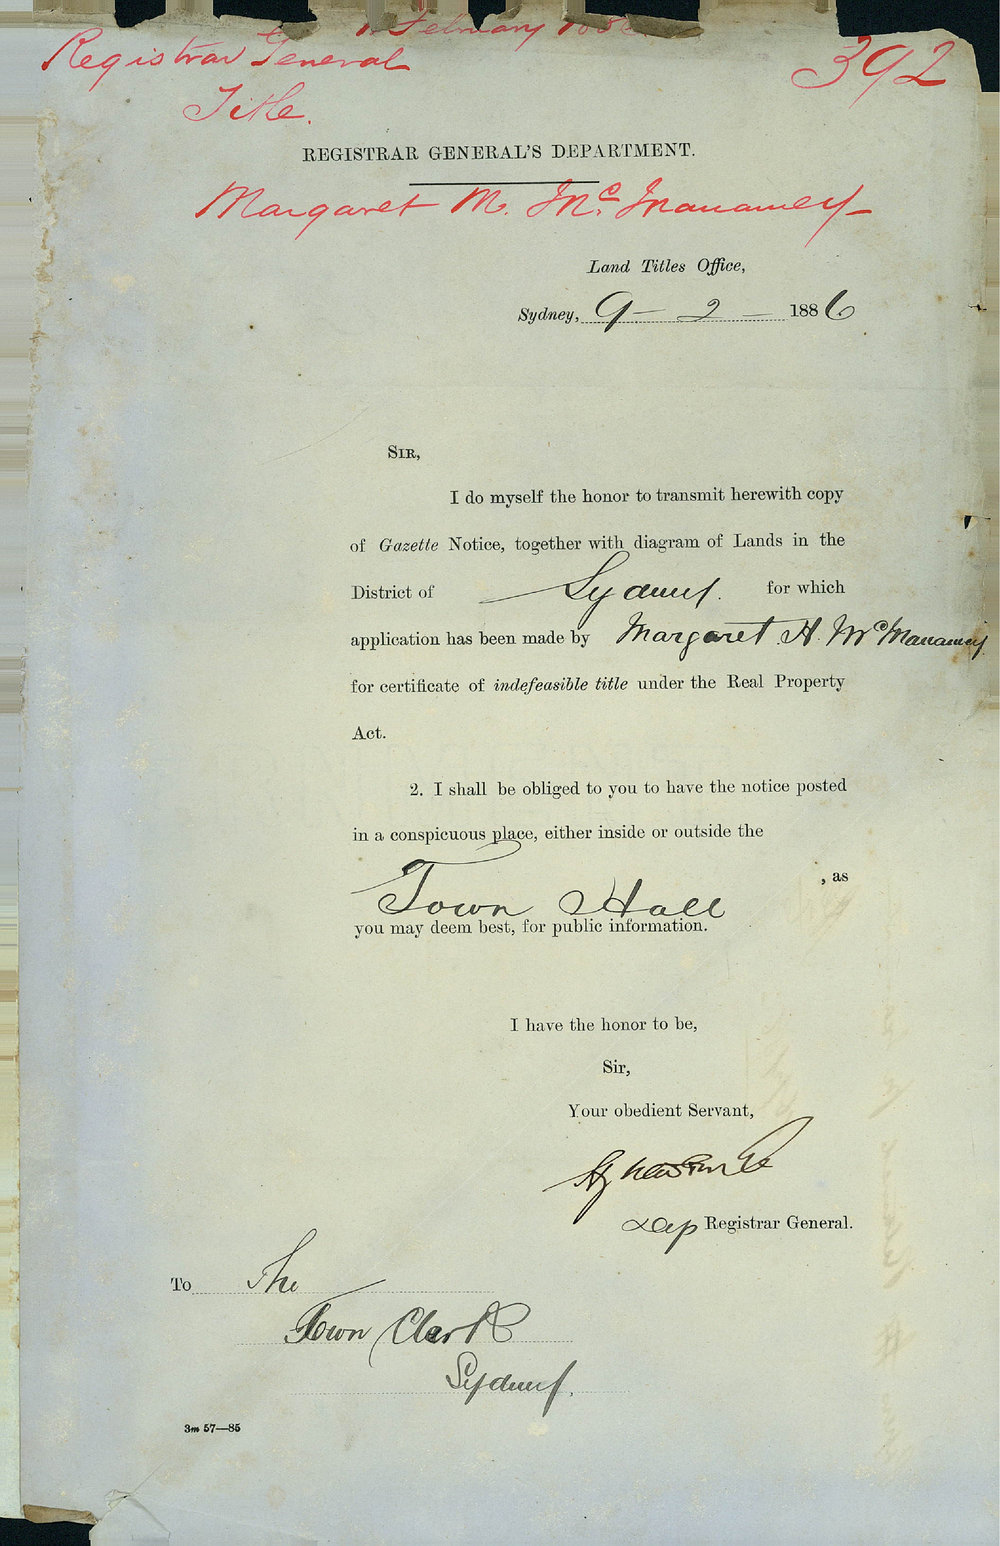 February 188
Registrar General
392
Title.
REGISTRAR GENERAL'S DEPARTMENT.
Margaret M. McManamey
Land Titles Office,
Sydney, 9 – 2 – 1886
SIR,
I do myself the honor to transmit herewith copy
of Gazette Notice, together with diagram of Lands in the
District of Sydney. for which
application has been made by Margaret H. McManamey
for certificate of indefeasible title under the Real Property
Act.
2. I shall be obliged to you to have the notice posted
in a conspicuous place, either inside or outside the
Town Hall , as
you may deem best, for public information.
I have the honor to be,
Sir,
Your obedient Servant,
Dep Registrar General.
To The
Town Clerk
Sydney.
3m 57—85